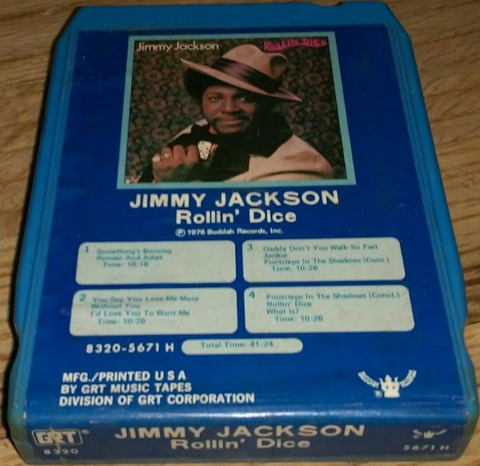 Jimmy Jackson
Rollin' Dice
JIMMY JACKSON
Rollin' Dice
Ⓟ 1976 Buddah Records, Inc.
1 Something's Burning
Romeo And Juliet
Time: 10:16
2 You Say You Love Me More
Without You
I'd Love You To Want Me
Time: 10:26
3 Daddy Don't You Walk So Fast
Junkie
Footsteps In The Shadows (Cont.)
Time: 10:26
4 Footsteps In The Shadows (Concl.)
Rollin' Dice
What Is?
Time: 10:26
8320-5671 H
Total Time: 41:24
MFG./PRINTED U S A
BY GRT MUSIC TAPES
DIVISION OF GRT CORPORATION
GRT®
8320
JIMMY JACKSON
Rollin' Dice
5671 H